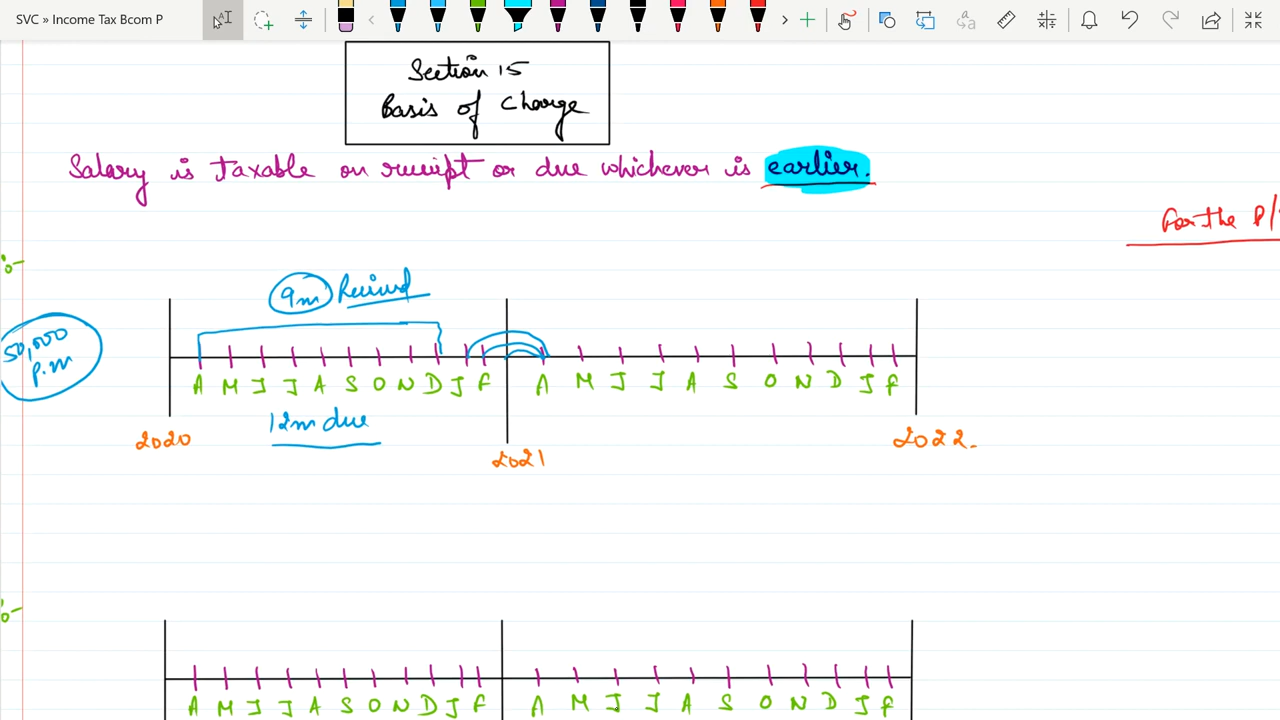 SVC » Income Tax Bcom P
Section 15
Basis of Charge
Salary is taxable on receipt or due whichever is earlier.
For the P/
9m Received
50,000
P.m
A M J J A S O N D J F A M J J A S O N D J F
12m due
2020
2021
2022.
A M J J A S O N D J F A M J J A S O N D J F